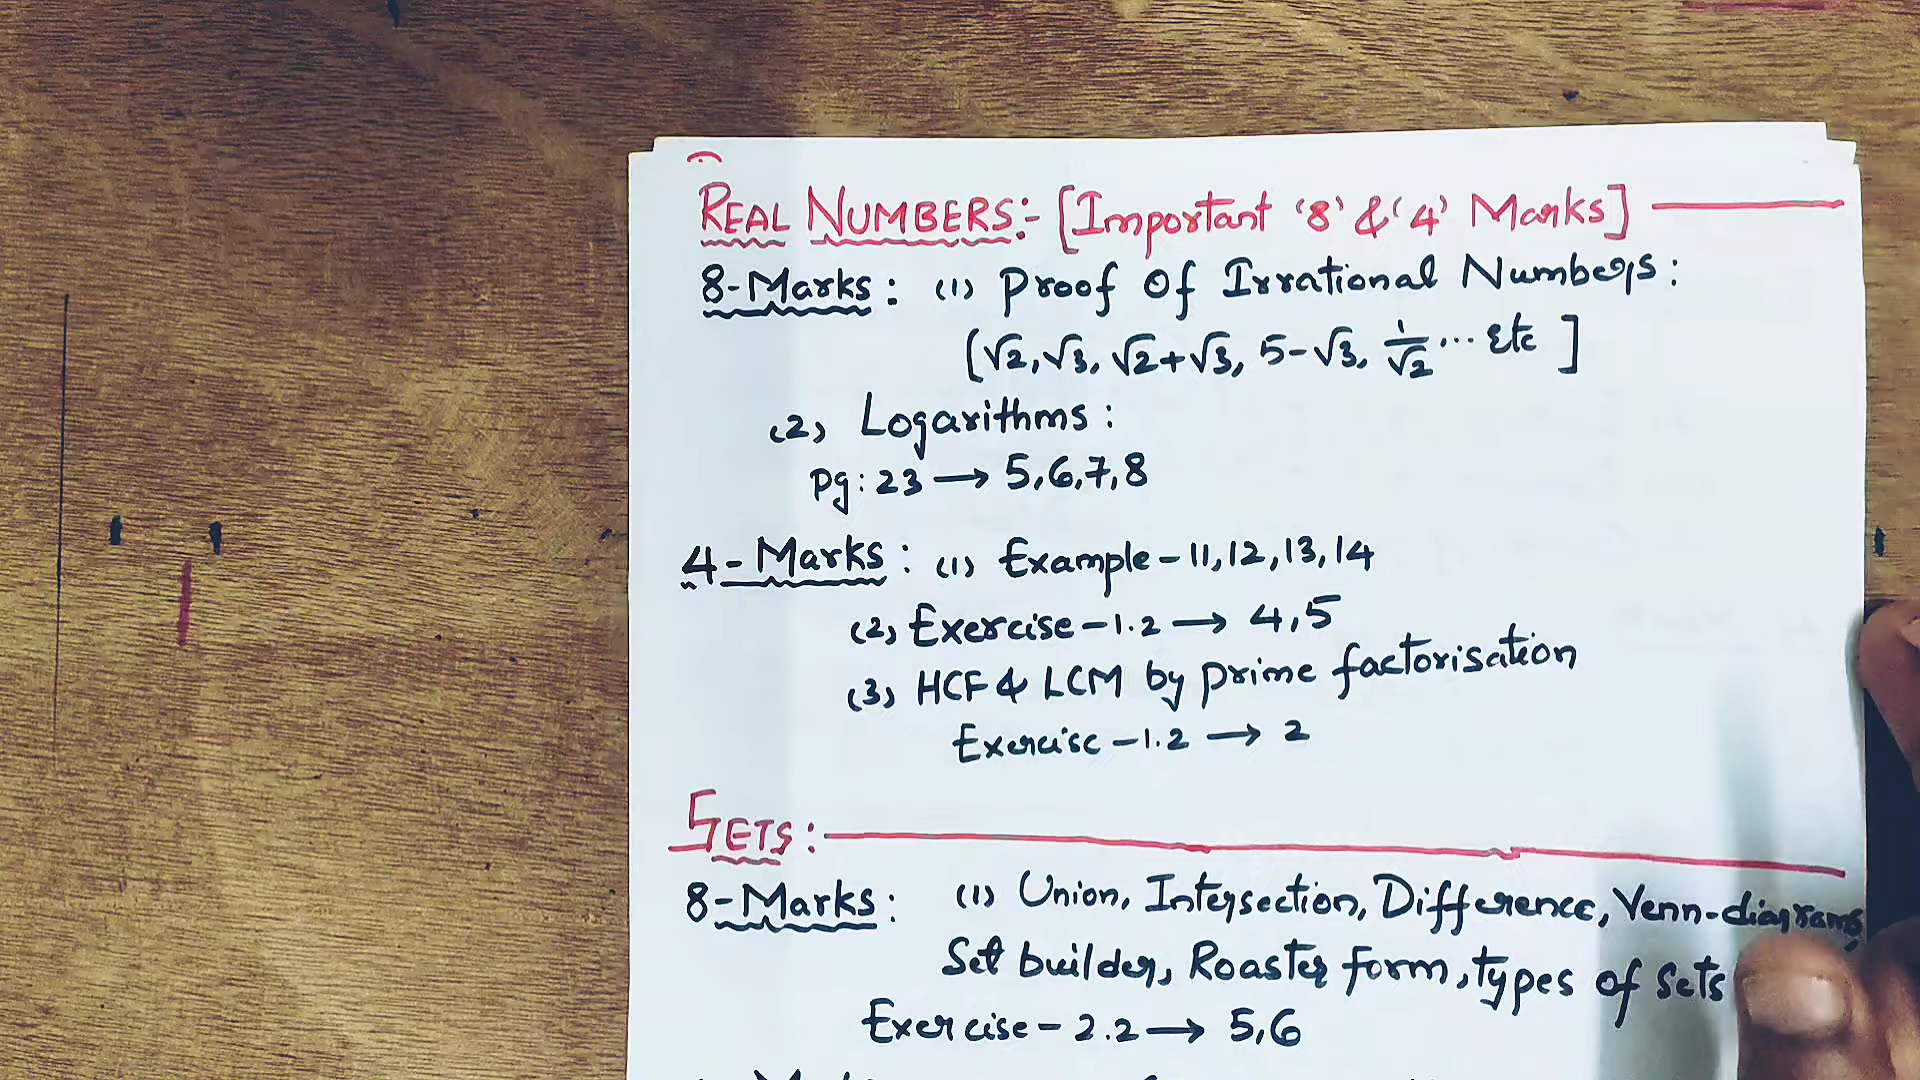 REAL NUMBERS:- [Important '8' & '4' Marks]
8-Marks: (1) Proof Of Irrational Numbers:
[√2, √3, √2+√3, 5-√3, 1/√2 ... Etc]
(2) Logarithms:
Pg: 23 → 5,6,7,8
4-Marks: (1) Example-11,12,13,14
(2) Exercise-1.2 → 4,5
(3) HCF & LCM by prime factorisation
Exercise-1.2 → 2
SETS:
8-Marks: (1) Union, Intersection, Difference, Venn-diagrams,
Set builder, Roaster form, types of sets
Exercise-2.2 → 5,6